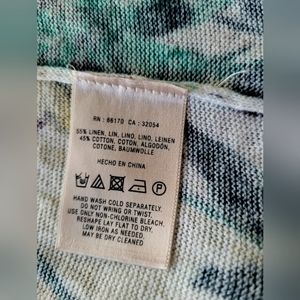 RN : 66170 CA : 32054
55% LINEN, LIN, LINO, LINO, LEINEN
45% COTTON, COTON, ALGODÓN,
COTONE, BAUMWOLLE
HECHO EN CHINA
HAND WASH COLD SEPARATELY.
DO NOT WRING OR TWIST.
USE ONLY NON-CHLORINE BLEACH.
RESHAPE LAY FLAT TO DRY.
LOW IRON AS NEEDED.
MAY BE DRY CLEANED